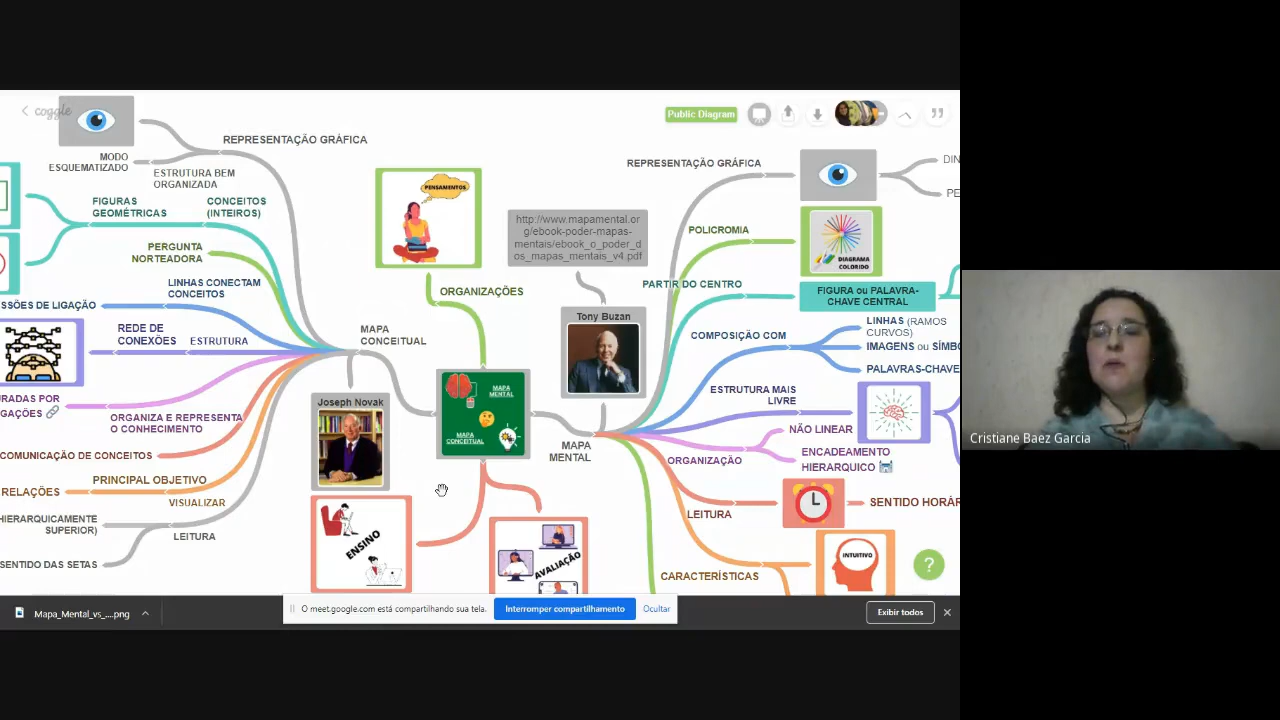 coggle
Public Diagram
REPRESENTAÇÃO GRÁFICA
MODO
ESQUEMATIZADO
ESTRUTURA BEM
ORGANIZADA
FIGURAS
GEOMÉTRICAS
CONCEITOS
(INTEIROS)
PERGUNTA
NORTEADORA
LINHAS CONECTAM
CONCEITOS
SSÕES DE LIGAÇÃO
REDE DE
CONEXÕES
ESTRUTURA
URADAS POR
GAÇÕES
ORGANIZA E REPRESENTA
O CONHECIMENTO
COMUNICAÇÃO DE CONCEITOS
RELAÇÕES
PRINCIPAL OBJETIVO
VISUALIZAR
HIERARQUICAMENTE
SUPERIOR)
LEITURA
SENTIDO DAS SETAS
MAPA
CONCEITUAL
Joseph Novak
PENSAMENTOS
ORGANIZAÇÕES
MAPA
MENTAL
MAPA
CONCEITUAL
ENSINO
AVALIAÇÃO
http://www.mapamental.or
g/ebook-poder-mapas-
mentais/ebook_o_poder_d
os_mapas_mentais_v4.pdf
Tony Buzan
MAPA
MENTAL
REPRESENTAÇÃO GRÁFICA
DIN
PE
POLICROMIA
DIAGRAMA
COLORIDO
PARTIR DO CENTRO
FIGURA ou PALAVRA-
CHAVE CENTRAL
COMPOSIÇÃO COM
LINHAS (RAMOS
CURVOS)
IMAGENS ou SÍMBO
PALAVRAS-CHAVE
ESTRUTURA MAIS
LIVRE
ORGANIZAÇÃO
NÃO LINEAR
ENCADEAMENTO
HIERARQUICO
LEITURA
SENTIDO HORÁR
CARACTERÍSTICAS
INTUITIVO
?
Mapa_Mental_vs_....png
O meet.google.com está compartilhando sua tela.
Interromper compartilhamento
Ocultar
Exibir todos
Cristiane Baez Garcia